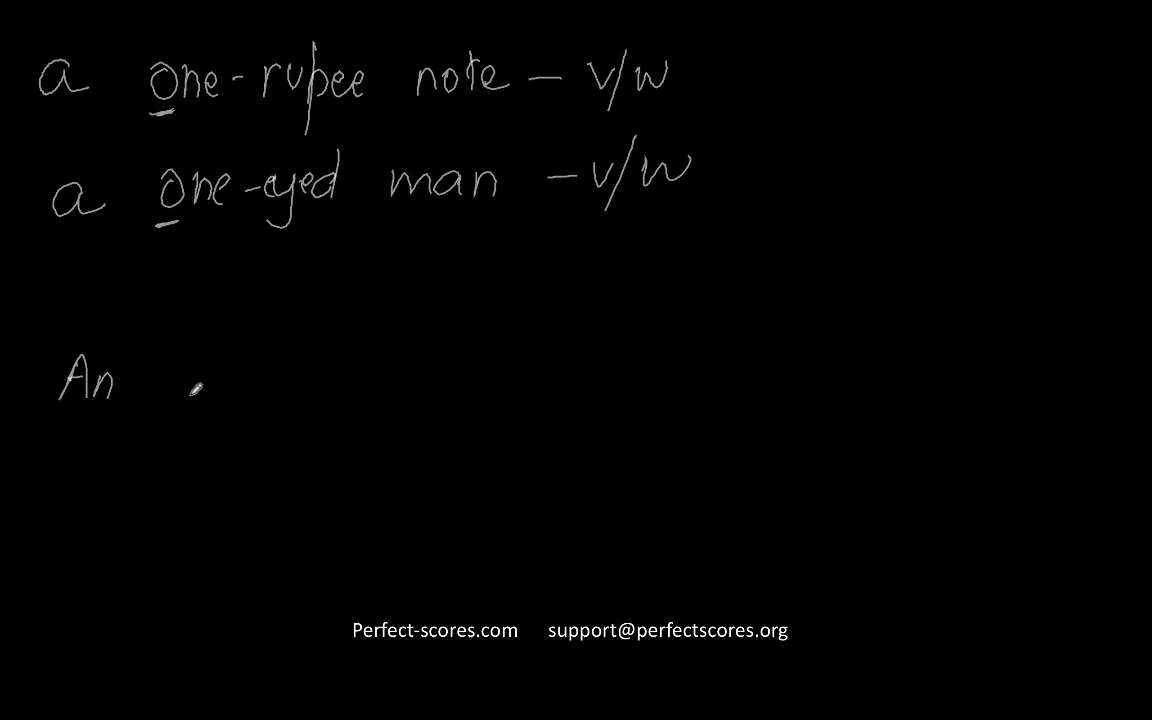 a one-rupee note - v/w
a one-eyed man - v/w
An
Perfect-scores.com support@perfectscores.org